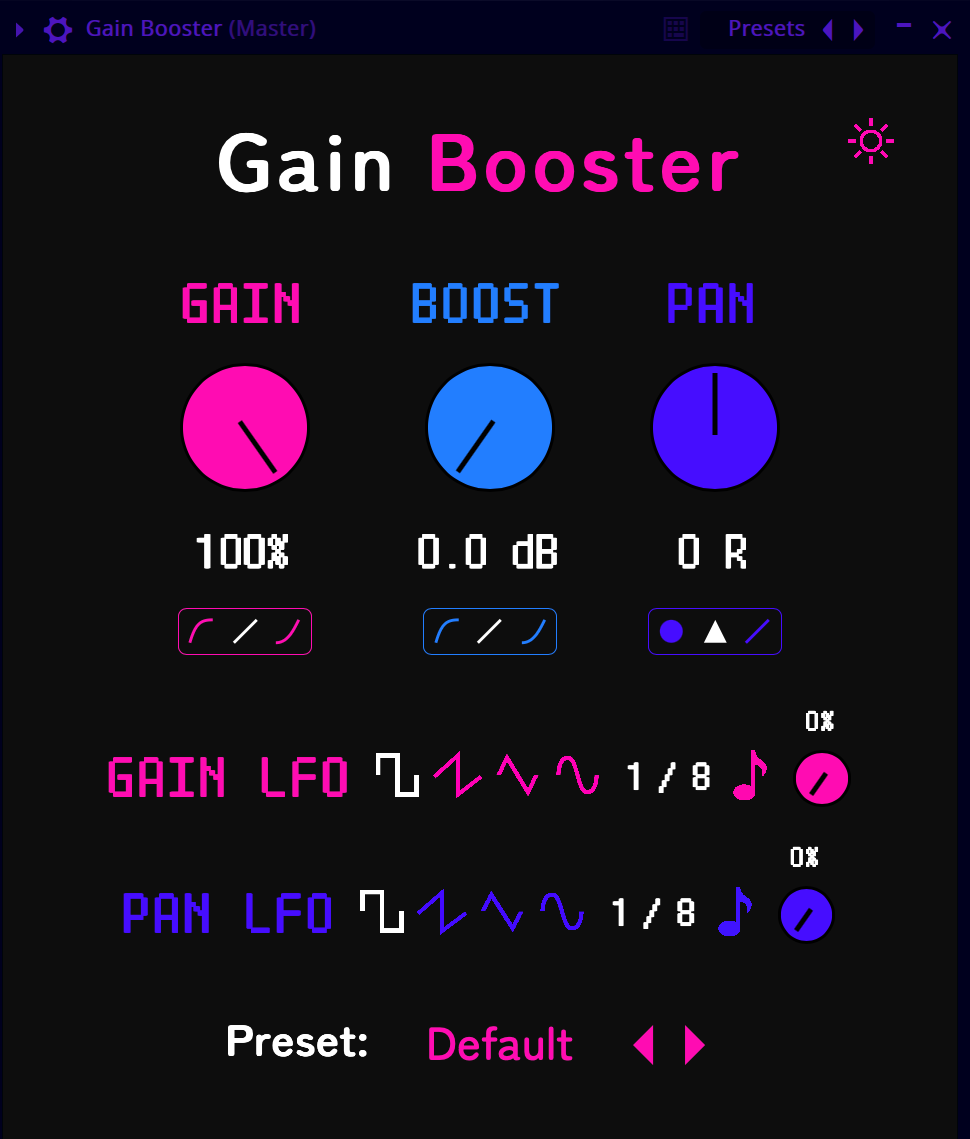 Gain Booster (Master) Presets
Gain Booster
GAIN BOOST PAN
100% 0.0 dB 0 R
0%
GAIN LFO 1/8
0%
PAN LFO 1/8
Preset: Default